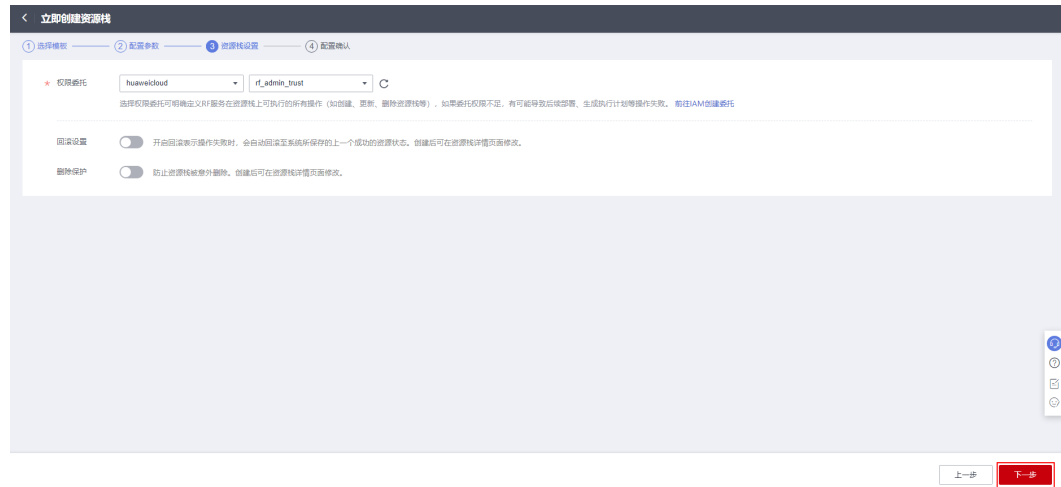 立即创建资源栈
1 选择模板 2 配置参数 3 资源栈设置 4 配置确认
* 权限委托 huaweicloud rf_admin_trust
选择权限委托可明确定义RF服务在资源栈上可执行的所有操作（如创建、更新、删除资源栈等），如果委托权限不足，有可能导致后续部署、生成执行计划等操作失败。 前往IAM创建委托
回滚设置 开启回滚表示操作失败时，会自动回滚至系统所保存的上一个成功的资源状态。创建后可在资源栈详情页面修改。
删除保护 防止资源栈被意外删除。创建后可在资源栈详情页面修改。
上一步 下一步